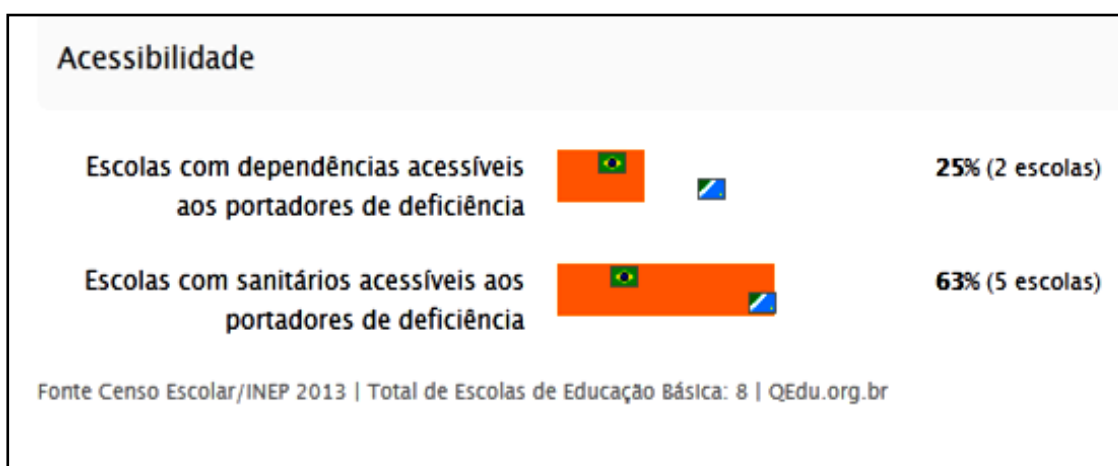 Acessibilidade
Escolas com dependências acessíveis
aos portadores de deficiência
25% (2 escolas)
Escolas com sanitários acessíveis aos
portadores de deficiência
63% (5 escolas)
Fonte Censo Escolar/INEP 2013 | Total de Escolas de Educação Básica: 8 | QEdu.org.br